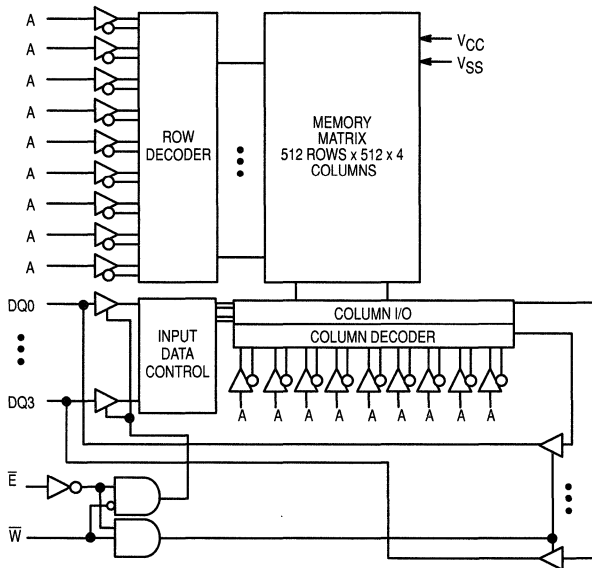 A
A
A
A
A
A
A
A
A
ROW
DECODER
MEMORY
MATRIX
512 ROWS x 512 x 4
COLUMNS
VCC
VSS
DQ0
DQ3
INPUT
DATA
CONTROL
COLUMN I/O
COLUMN DECODER
A A A A A A A A A
E̅
W̅